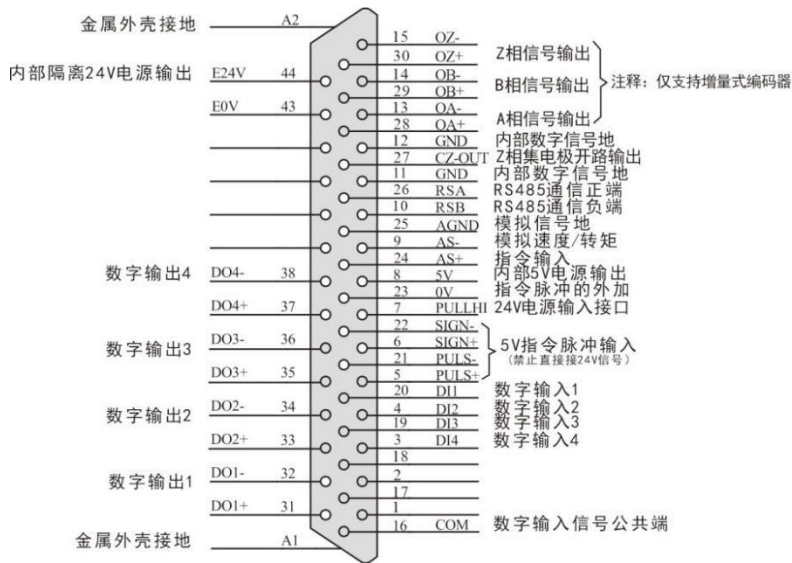 金属外壳接地 A2
15 OZ-
30 OZ+ Z相信号输出
内部隔离24V电源输出 E24V 44
14 OB- B相信号输出 注释：仅支持增量式编码器
29 OB+
E0V 43
13 OA-
28 OA+ A相信号输出
12 GND 内部数字信号地
27 CZ-OUT Z相集电极开路输出
11 GND 内部数字信号地
26 RSA RS485通信正端
10 RSB RS485通信负端
25 AGND 模拟信号地
9 AS- 模拟速度/转矩
24 AS+ 指令输入
数字输出4 DO4- 38
8 5V 内部5V电源输出
23 0V 指令脉冲的外加
DO4+ 37
7 PULLHI 24V电源输入接口
22 SIGN-
数字输出3 DO3- 36
6 SIGN+ 5V指令脉冲输入
21 PULS- (禁止直接接24V信号)
DO3+ 35
5 PULS+
20 DI1 数字输入1
数字输出2 DO2- 34
4 DI2 数字输入2
19 DI3 数字输入3
DO2+ 33
3 DI4 数字输入4
18
数字输出1 DO1- 32
2
17
DO1+ 31
1
16 COM 数字输入信号公共端
金属外壳接地 A1